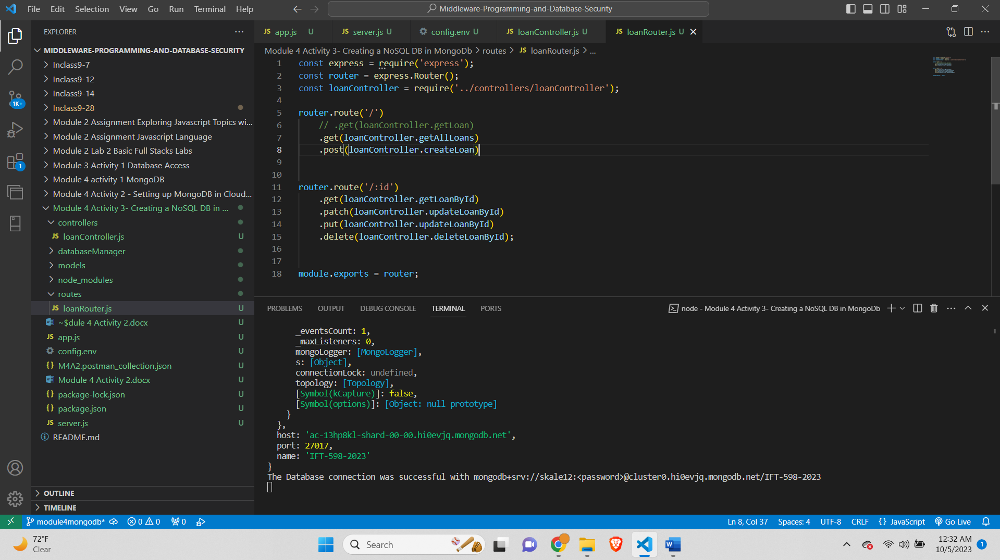 File Edit Selection View Go Run Terminal Help
Middleware-Programming-and-Database-Security
EXPLORER
MIDDLEWARE-PROGRAMMING-AND-DATABASE-SECURITY
Inclass9-7
Inclass9-12
Inclass9-14
Inclass9-28
Module 2 Assignment Exploring Javascript Topics wi...
Module 2 Assignment Javascript Language
Module 2 Lab 2 Basic Full Stacks Labs
Module 3 Activity 1 Database Access
Module 4 activity 1 MongoDB
Module 4 Activity 2 - Setting up MongoDB in Cloud...
Module 4 Activity 3- Creating a NoSQL DB in ...
controllers
JS loanController.js U
databaseManager
models
node_modules
routes
JS loanRouter.js U
~$dule 4 Activity 2.docx U
JS app.js U
config.env U
{} M4A2.postman_collection.json U
Module 4 Activity 2.docx U
{} package-lock.json U
{} package.json U
JS server.js U
README.md
OUTLINE
TIMELINE
1K+
1
JS app.js U
JS server.js U
config.env U
JS loanController.js U
JS loanRouter.js U
Module 4 Activity 3- Creating a NoSQL DB in MongoDb > routes > JS loanRouter.js > ...
1 const express = require('express');
2 const router = express.Router();
3 const loanController = require('../controllers/loanController');
4
5 router.route('/')
6 // .get(loanController.getLoan)
7 .get(loanController.getAllLoans)
8 .post(loanController.createLoan)
9
10
11 router.route('/:id')
12 .get(loanController.getLoanById)
13 .patch(loanController.updateLoanById)
14 .put(loanController.updateLoanById)
15 .delete(loanController.deleteLoanById);
16
17
18 module.exports = router;
PROBLEMS OUTPUT DEBUG CONSOLE TERMINAL PORTS
node - Module 4 Activity 3- Creating a NoSQL DB in MongoDb
_eventsCount: 1,
_maxListeners: 0,
mongoLogger: [MongoLogger],
s: [Object],
connectionLock: undefined,
topology: [Topology],
[Symbol(kCapture)]: false,
[Symbol(options)]: [Object: null prototype]
}
},
host: 'ac-13hp8kl-shard-00-00.hi0evjq.mongodb.net',
port: 27017,
name: 'IFT-598-2023'
}
The Database connection was successful with mongodb+srv://skale12:<password>@cluster0.hi0evjq.mongodb.net/IFT-598-2023
module4mongodb* 0 0 0
Ln 8, Col 37 Spaces: 4 UTF-8 CRLF {} JavaScript Go Live
72°F
Clear
Search
12:32 AM
10/5/2023
1